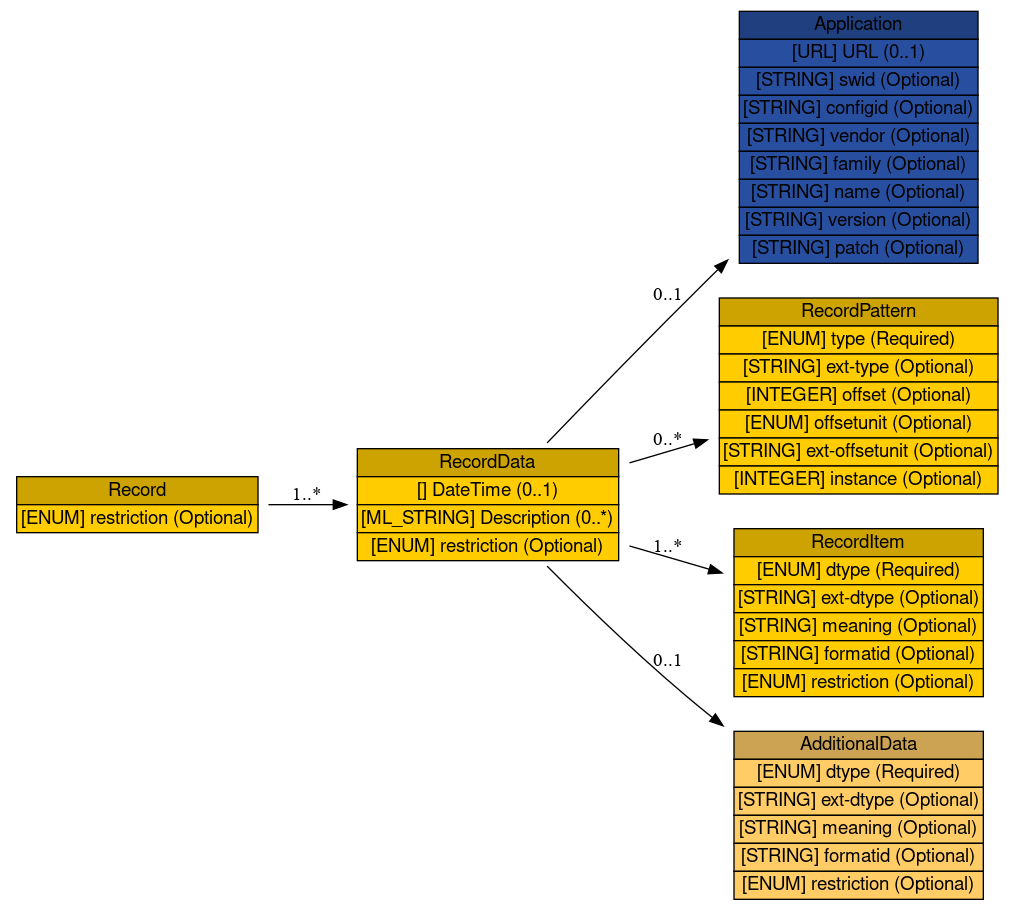 Application
[URL] URL (0..1)
[STRING] swid (Optional)
[STRING] configid (Optional)
[STRING] vendor (Optional)
[STRING] family (Optional)
[STRING] name (Optional)
[STRING] version (Optional)
[STRING] patch (Optional)
0..1
RecordPattern
[ENUM] type (Required)
[STRING] ext-type (Optional)
[INTEGER] offset (Optional)
[ENUM] offsetunit (Optional)
[STRING] ext-offsetunit (Optional)
[INTEGER] instance (Optional)
0..*
Record
[ENUM] restriction (Optional)
1..*
RecordData
[] DateTime (0..1)
[ML_STRING] Description (0..*)
[ENUM] restriction (Optional)
1..*
RecordItem
[ENUM] dtype (Required)
[STRING] ext-dtype (Optional)
[STRING] meaning (Optional)
[STRING] formatid (Optional)
[ENUM] restriction (Optional)
0..1
AdditionalData
[ENUM] dtype (Required)
[STRING] ext-dtype (Optional)
[STRING] meaning (Optional)
[STRING] formatid (Optional)
[ENUM] restriction (Optional)